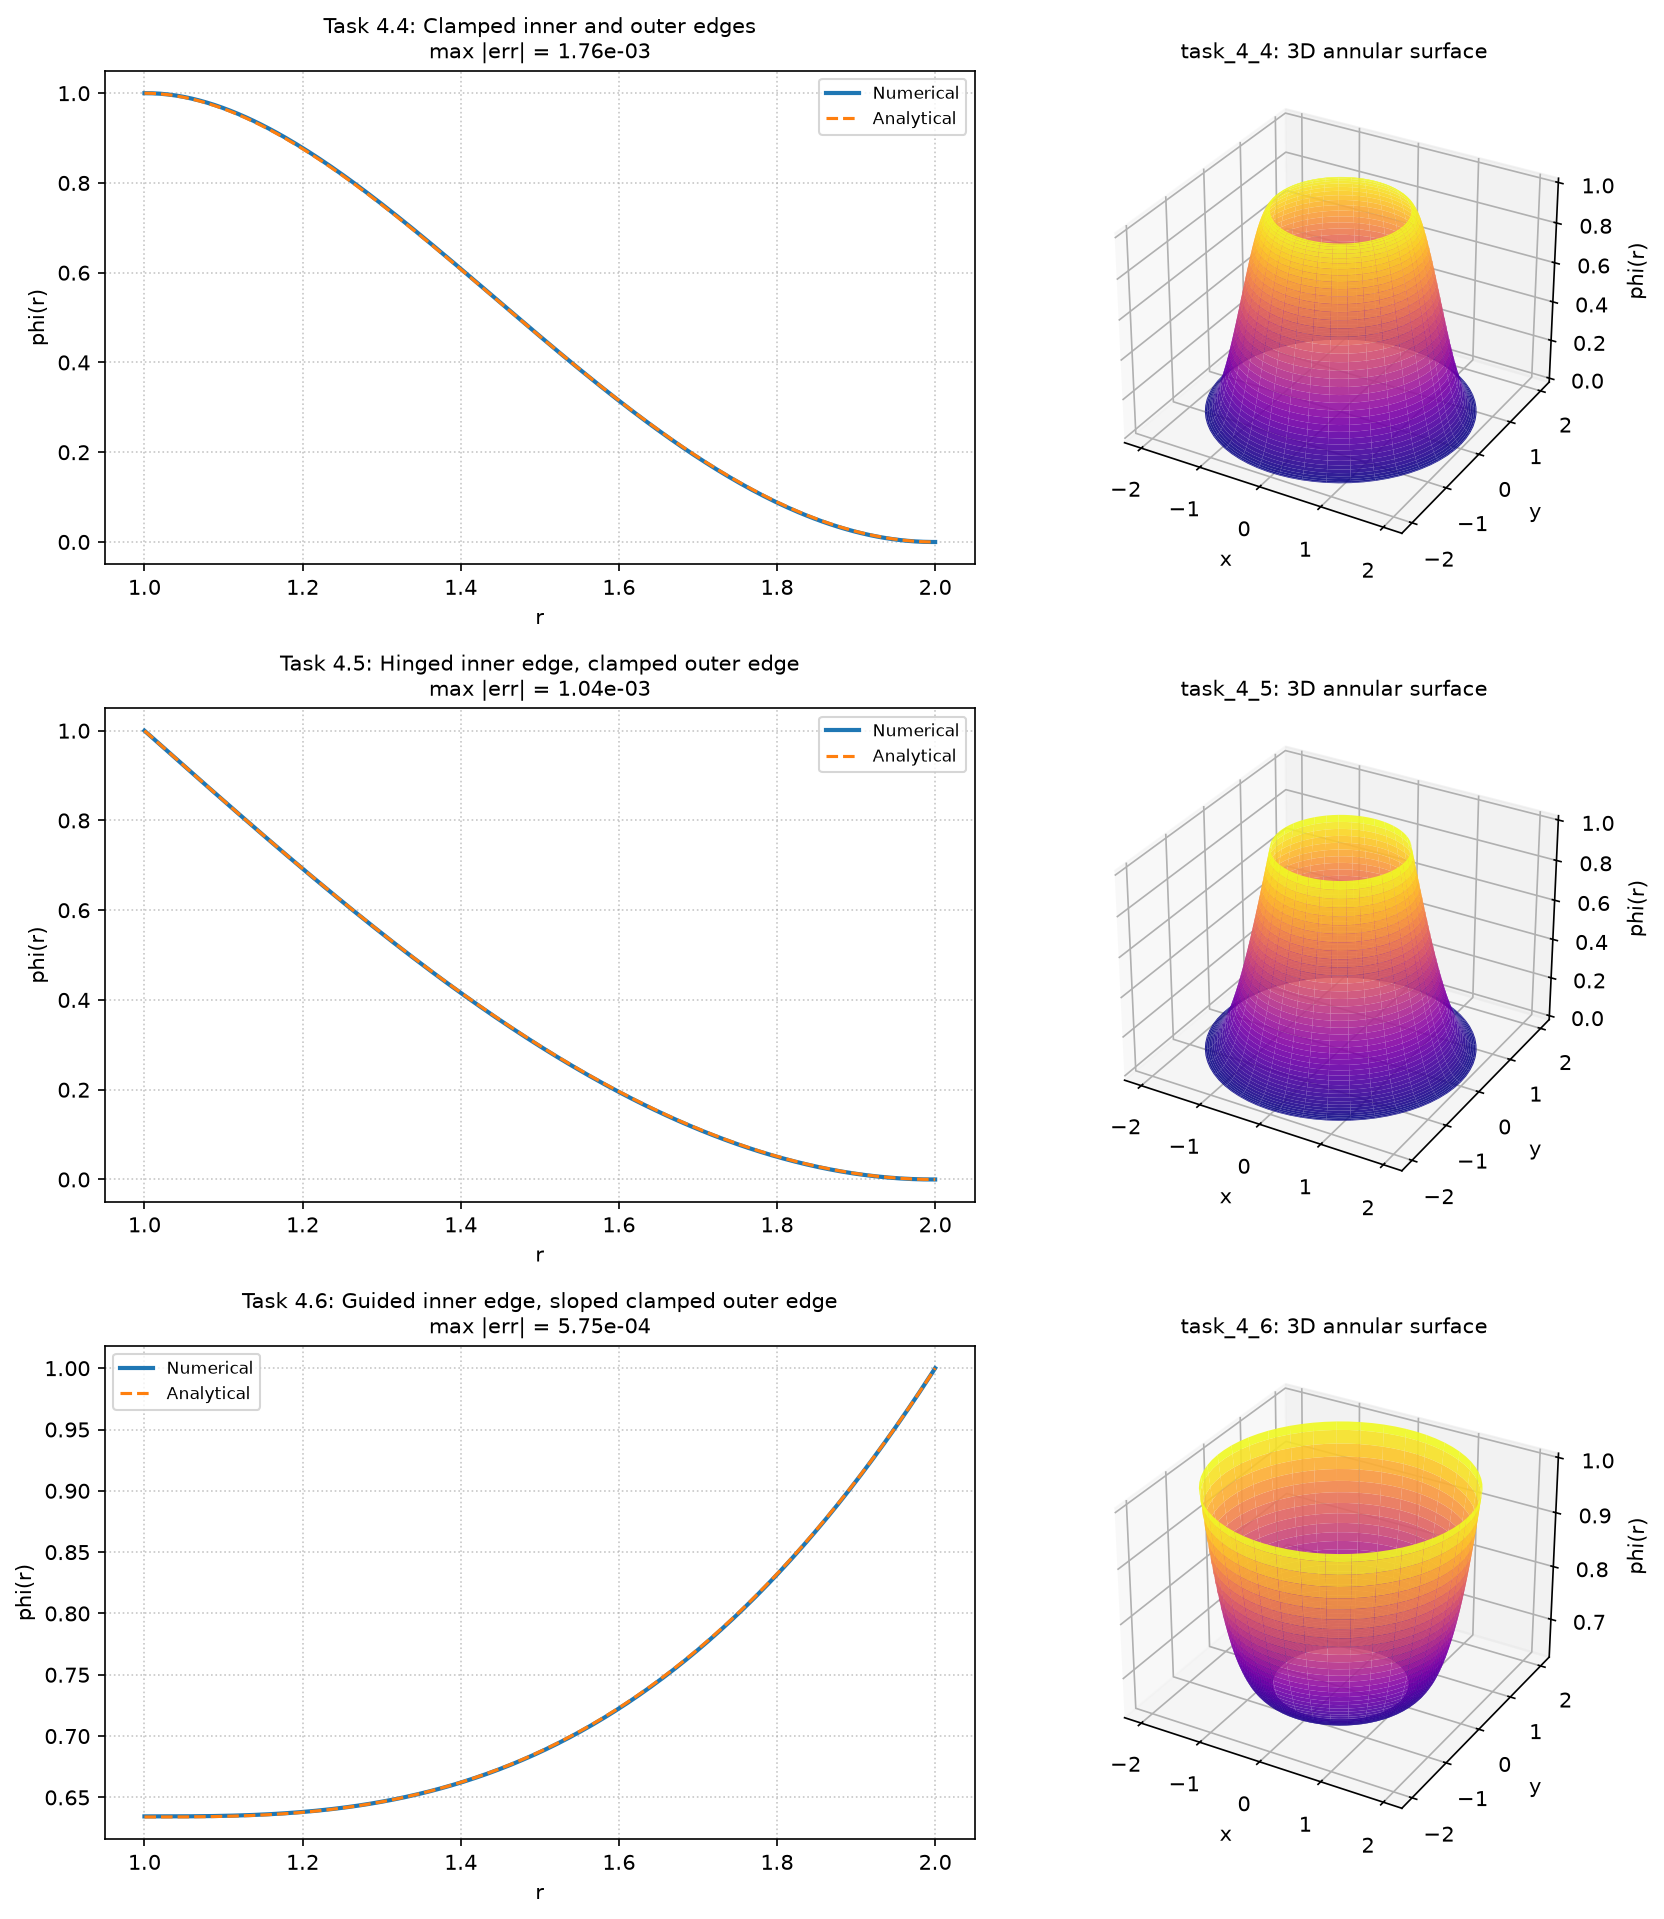 Task 4.4: Clamped inner and outer edges
max |err| = 1.76e-03
Numerical
Analytical
1.0
0.8
0.6
0.4
0.2
0.0
phi(r)
1.0 1.2 1.4 1.6 1.8 2.0
r
task_4_4: 3D annular surface
1.0
0.8
0.6
0.4
0.2
0.0
phi(r)
−2 −1 0 1 2
x
−2 −1 0 1 2
y
Task 4.5: Hinged inner edge, clamped outer edge
max |err| = 1.04e-03
Numerical
Analytical
1.0
0.8
0.6
0.4
0.2
0.0
phi(r)
1.0 1.2 1.4 1.6 1.8 2.0
r
task_4_5: 3D annular surface
1.0
0.8
0.6
0.4
0.2
0.0
phi(r)
−2 −1 0 1 2
x
−2 −1 0 1 2
y
Task 4.6: Guided inner edge, sloped clamped outer edge
max |err| = 5.75e-04
Numerical
Analytical
1.00
0.95
0.90
0.85
0.80
0.75
0.70
0.65
phi(r)
1.0 1.2 1.4 1.6 1.8 2.0
r
task_4_6: 3D annular surface
1.0
0.9
0.8
0.7
phi(r)
−2 −1 0 1 2
x
−2 −1 0 1 2
y